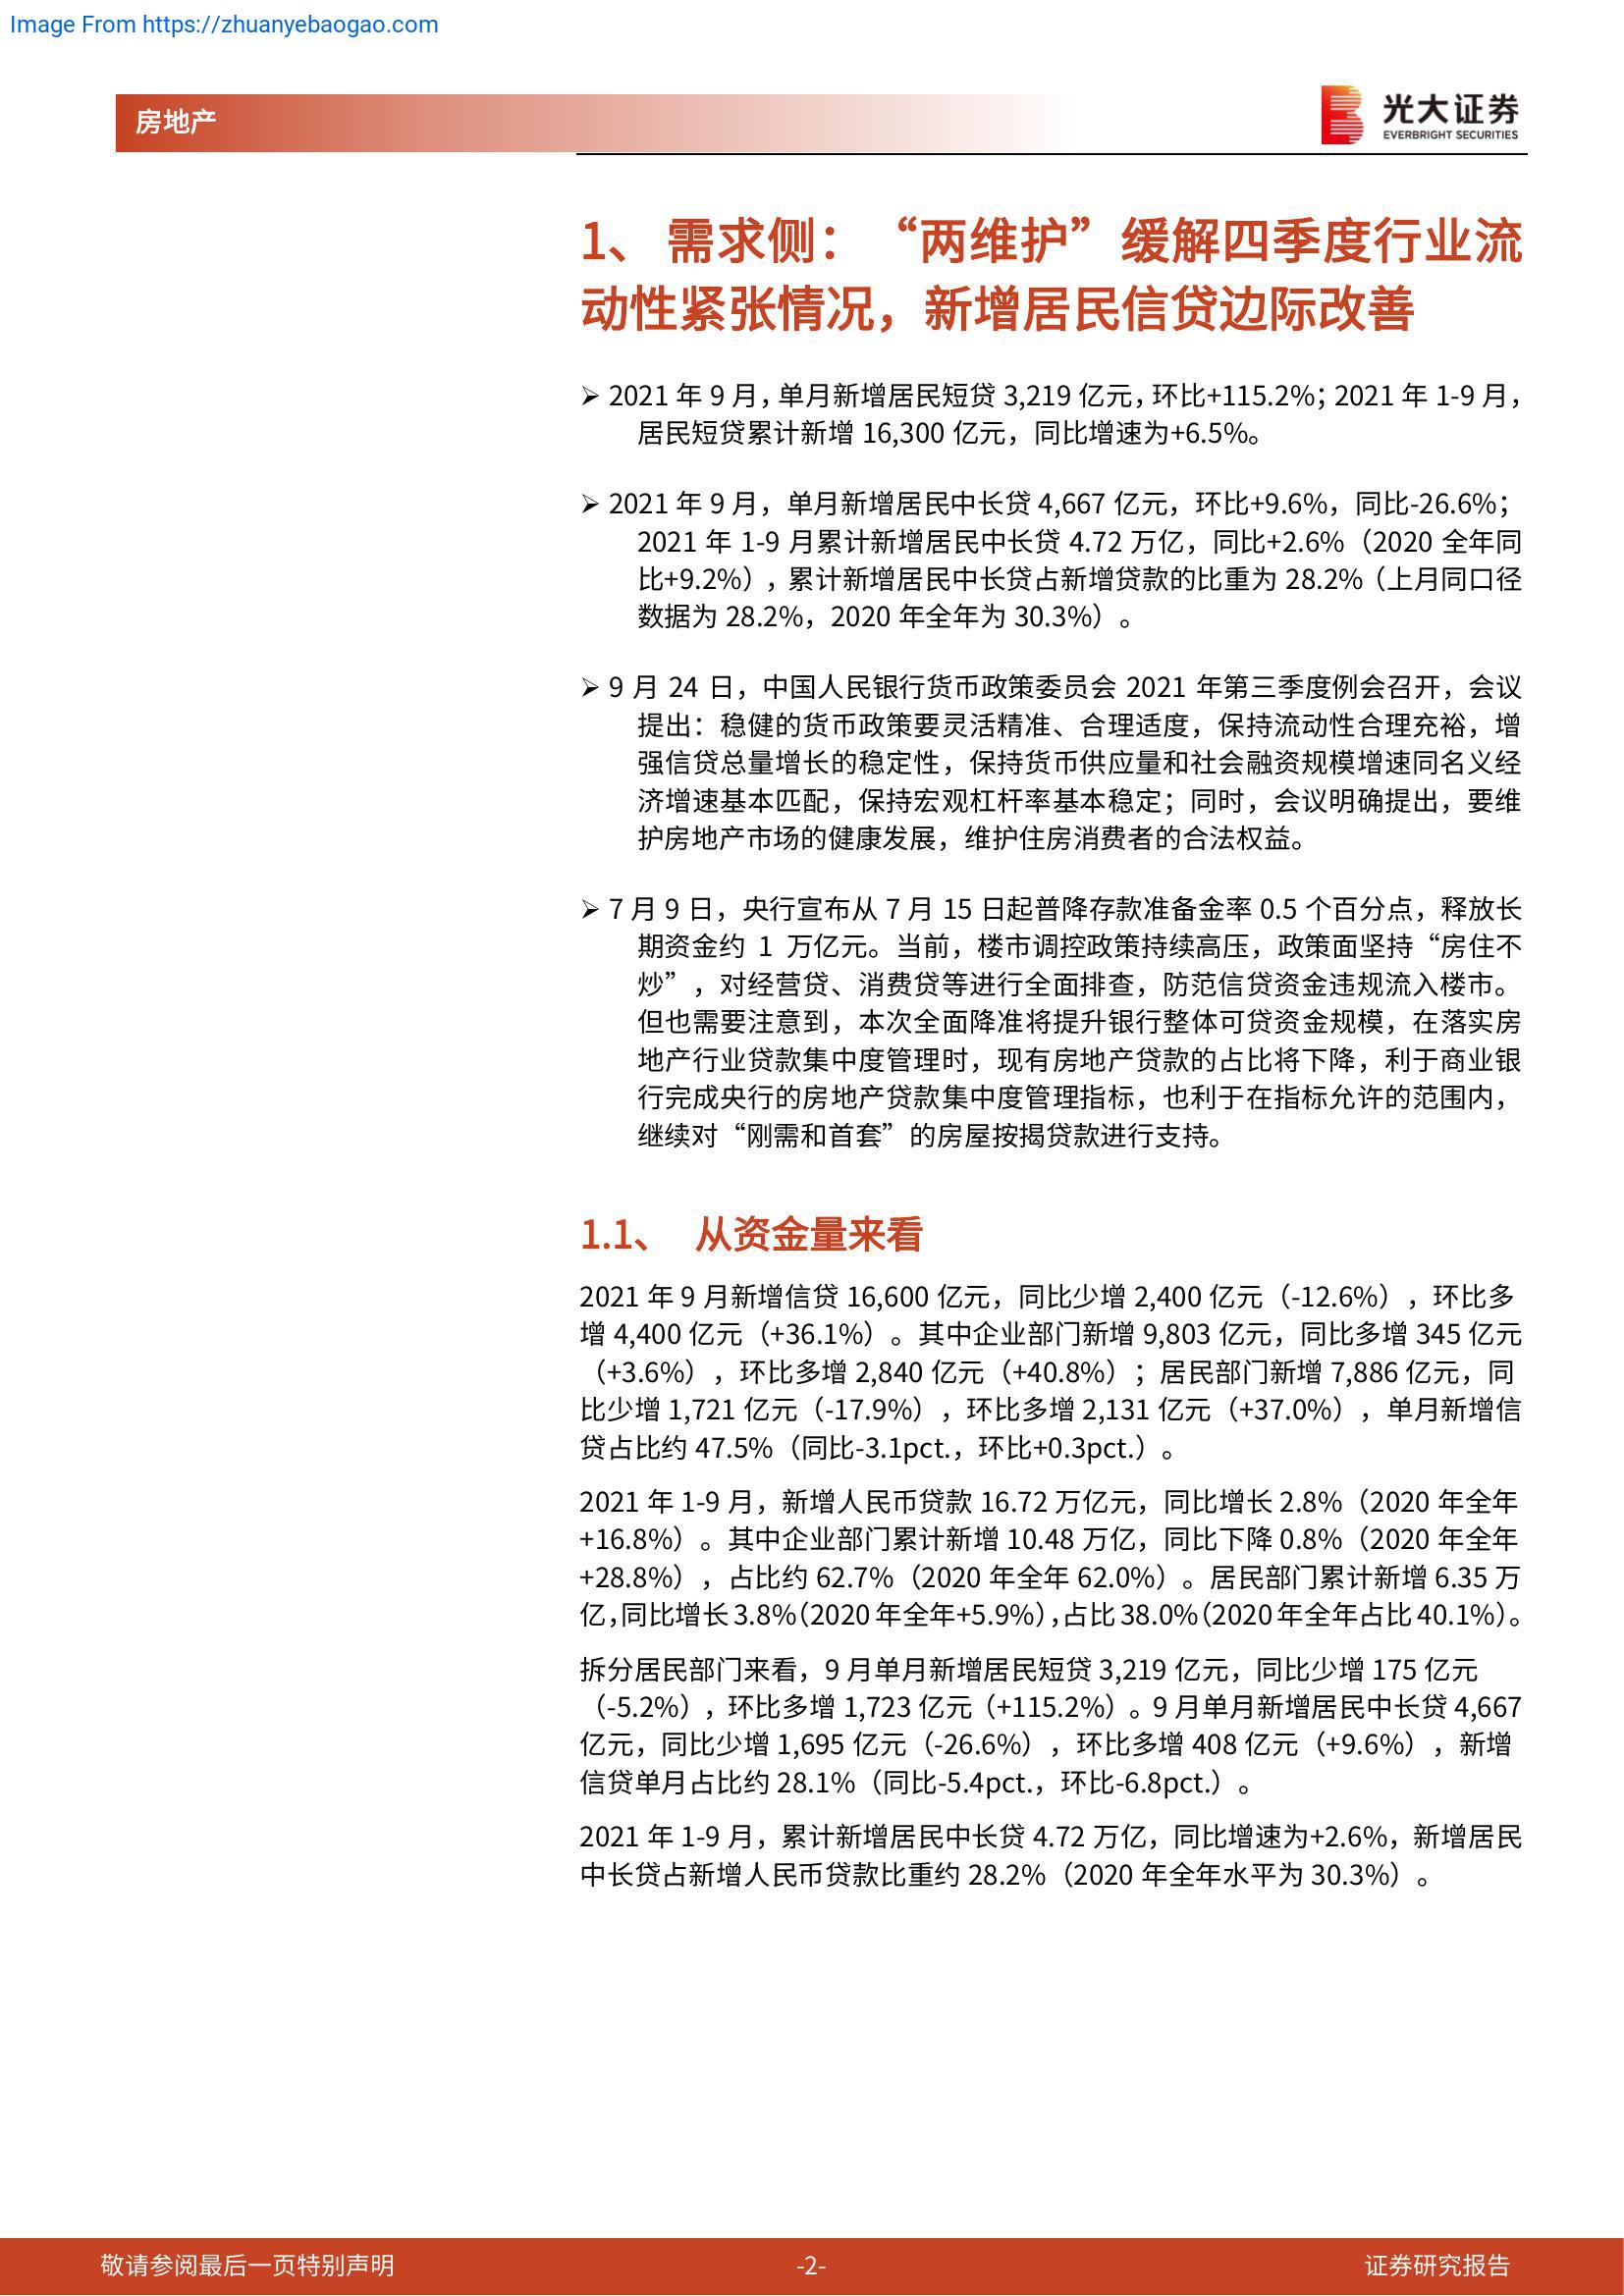 Image From https://zhuanyebaogao.com
房地产
光大证券
EVERBRIGHT SECURITIES
1、 需求侧：“两维护”缓解四季度行业流
动性紧张情况，新增居民信贷边际改善
➢ 2021 年 9 月，单月新增居民短贷 3,219 亿元，环比+115.2%；2021 年 1-9 月，
居民短贷累计新增 16,300 亿元，同比增速为+6.5%。
➢ 2021 年 9 月，单月新增居民中长贷 4,667 亿元，环比+9.6%，同比-26.6%；
2021 年 1-9 月累计新增居民中长贷 4.72 万亿，同比+2.6%（2020 全年同
比+9.2%），累计新增居民中长贷占新增贷款的比重为 28.2%（上月同口径
数据为 28.2%，2020 年全年为 30.3%）。
➢ 9 月 24 日，中国人民银行货币政策委员会 2021 年第三季度例会召开，会议
提出：稳健的货币政策要灵活精准、合理适度，保持流动性合理充裕，增
强信贷总量增长的稳定性，保持货币供应量和社会融资规模增速同名义经
济增速基本匹配，保持宏观杠杆率基本稳定；同时，会议明确提出，要维
护房地产市场的健康发展，维护住房消费者的合法权益。
➢ 7 月 9 日，央行宣布从 7 月 15 日起普降存款准备金率 0.5 个百分点，释放长
期资金约 1 万亿元。当前，楼市调控政策持续高压，政策面坚持“房住不
炒”，对经营贷、消费贷等进行全面排查，防范信贷资金违规流入楼市。
但也需要注意到，本次全面降准将提升银行整体可贷资金规模，在落实房
地产行业贷款集中度管理时，现有房地产贷款的占比将下降，利于商业银
行完成央行的房地产贷款集中度管理指标，也利于在指标允许的范围内，
继续对“刚需和首套”的房屋按揭贷款进行支持。
1.1、 从资金量来看
2021 年 9 月新增信贷 16,600 亿元，同比少增 2,400 亿元（-12.6%），环比多
增 4,400 亿元（+36.1%）。其中企业部门新增 9,803 亿元，同比多增 345 亿元
（+3.6%），环比多增 2,840 亿元（+40.8%）；居民部门新增 7,886 亿元，同
比少增 1,721 亿元（-17.9%），环比多增 2,131 亿元（+37.0%），单月新增信
贷占比约 47.5%（同比-3.1pct.，环比+0.3pct.）。
2021 年 1-9 月，新增人民币贷款 16.72 万亿元，同比增长 2.8%（2020 年全年
+16.8%）。其中企业部门累计新增 10.48 万亿，同比下降 0.8%（2020 年全年
+28.8%），占比约 62.7%（2020 年全年 62.0%）。居民部门累计新增 6.35 万
亿，同比增长 3.8%（2020 年全年+5.9%），占比 38.0%（2020 年全年占比 40.1%）。
拆分居民部门来看，9 月单月新增居民短贷 3,219 亿元，同比少增 175 亿元
（-5.2%），环比多增 1,723 亿元（+115.2%）。9 月单月新增居民中长贷 4,667
亿元，同比少增 1,695 亿元（-26.6%），环比多增 408 亿元（+9.6%），新增
信贷单月占比约 28.1%（同比-5.4pct.，环比-6.8pct.）。
2021 年 1-9 月，累计新增居民中长贷 4.72 万亿，同比增速为+2.6%，新增居民
中长贷占新增人民币贷款比重约 28.2%（2020 年全年水平为 30.3%）。
敬请参阅最后一页特别声明
-2-
证券研究报告